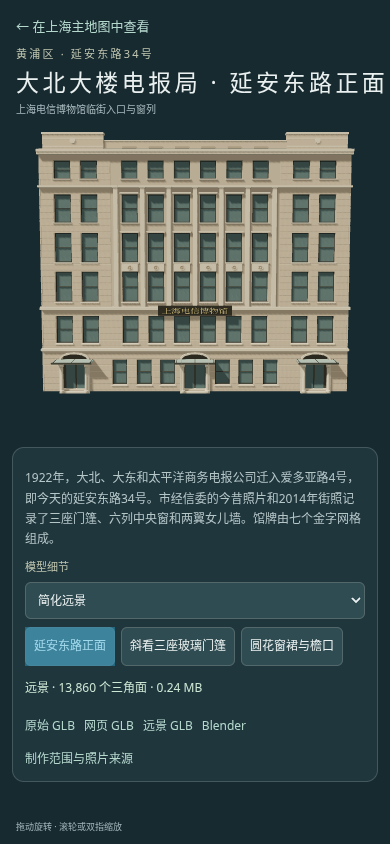 ← 在上海主地图中查看
黄浦区 · 延安东路34号
大北大楼电报局 · 延安东路正面
上海电信博物馆临街入口与窗列
上海电信博物馆
1922年，大北、大东和太平洋商务电报公司迁入爱多亚路4号，
即今天的延安东路34号。市经信委的今昔照片和2014年街照记
录了三座门篷、六列中央窗和两翼女儿墙。馆牌由七个金字网格
组成。
模型细节
简化远景
延安东路正面
斜看三座玻璃门篷
圆花窗裙与檐口
远景 · 13,860 个三角面 · 0.24 MB
原始 GLB 网页 GLB 远景 GLB Blender
制作范围与照片来源
拖动旋转 · 滚轮或双指缩放